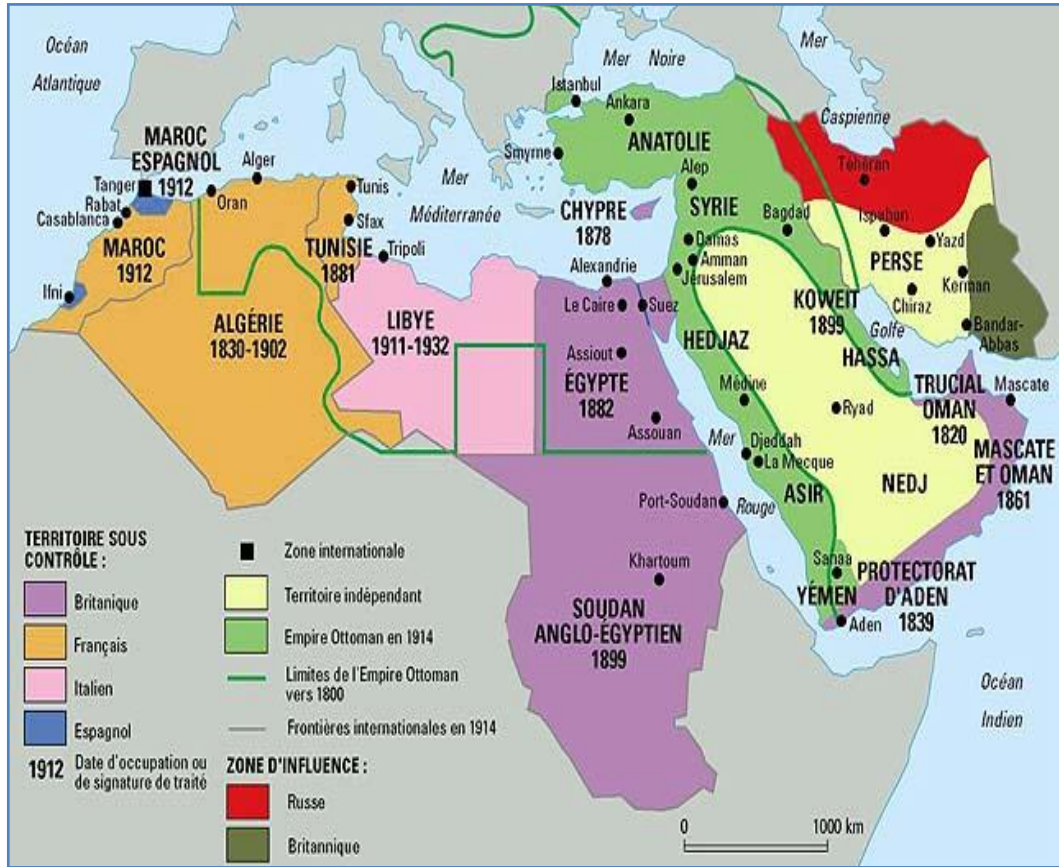 Océan
Atlantique
Mer Noire
Mer
Caspienne
Istanbul
Ankara
ANATOLIE
Smyrne
MAROC
ESPAGNOL
1912
Alger
Tanger
Oran
Rabat
Casablanca
MAROC
1912
Ifni
Tunis
Sfax
TUNISIE
1881
Tripoli
Mer
Méditerranée
CHYPRE
1878
Alep
SYRIE
Bagdad
Damas
Amman
Jérusalem
Téhéran
Ispahan
Yazd
PERSE
Kerman
Chiraz
Bandar-
Abbas
Alexandrie
Le Caire
Suez
ALGÉRIE
1830-1902
LIBYE
1911-1932
Assiout
ÉGYPTE
1882
Assouan
HEDJAZ
KOWEIT
1899
Golfe
HASSA
Médine
Ryad
TRUCIAL
OMAN
1820
Mascate
MASCATE
ET OMAN
1861
Mer
Rouge
Djeddah
La Mecque
ASIR
NEDJ
Port-Soudan
Khartoum
SOUDAN
ANGLO-ÉGYPTIEN
1899
Sanaa
YÉMEN
PROTECTORAT
D'ADEN
1839
Aden
Océan
Indien
TERRITOIRE SOUS
CONTRÔLE :
Britanique
Français
Italien
Espagnol
1912 Date d'occupation ou
de signature de traité
Zone internationale
Territoire indépendant
Empire Ottoman en 1914
Limites de l'Empire Ottoman
vers 1800
Frontières internationales en 1914
ZONE D'INFLUENCE :
Russe
Britannique
0 1000 km